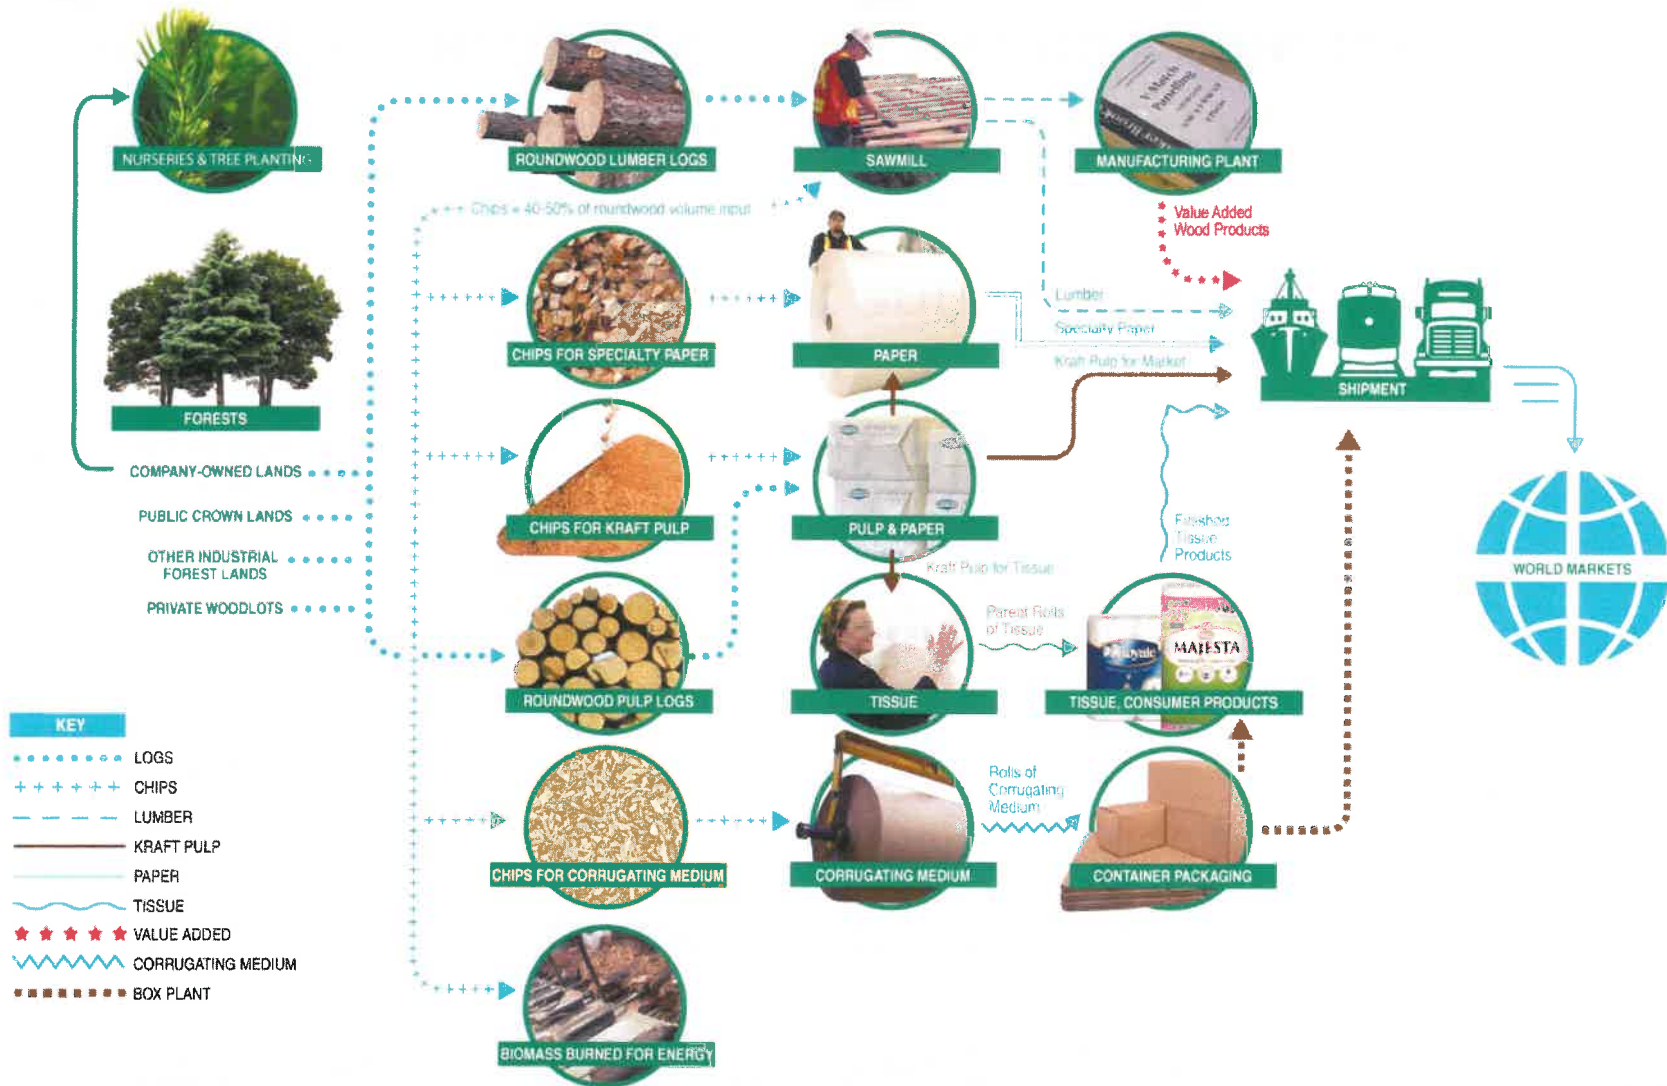 NURSERIES & TREE PLANTING
ROUNDWOOD LUMBER LOGS
SAWMILL
V-Match
Panelling
MANUFACTURING PLANT
Chips = 40-50% of roundwood volume input
Value Added
Wood Products
FORESTS
CHIPS FOR SPECIALTY PAPER
PAPER
Lumber
Specialty Paper
Kraft Pulp for Market
SHIPMENT
COMPANY-OWNED LANDS
PUBLIC CROWN LANDS
OTHER INDUSTRIAL
FOREST LANDS
PRIVATE WOODLOTS
CHIPS FOR KRAFT PULP
PULP & PAPER
Kraft Pulp for Tissue
Finished
Tissue
Products
WORLD MARKETS
ROUNDWOOD PULP LOGS
TISSUE
Parent Rolls
of Tissue
Royale
MAJESTA
TISSUE, CONSUMER PRODUCTS
CHIPS FOR CORRUGATING MEDIUM
CORRUGATING MEDIUM
Rolls of
Corrugating
Medium
CONTAINER PACKAGING
BIOMASS BURNED FOR ENERGY
KEY
LOGS
CHIPS
LUMBER
KRAFT PULP
PAPER
TISSUE
VALUE ADDED
CORRUGATING MEDIUM
BOX PLANT